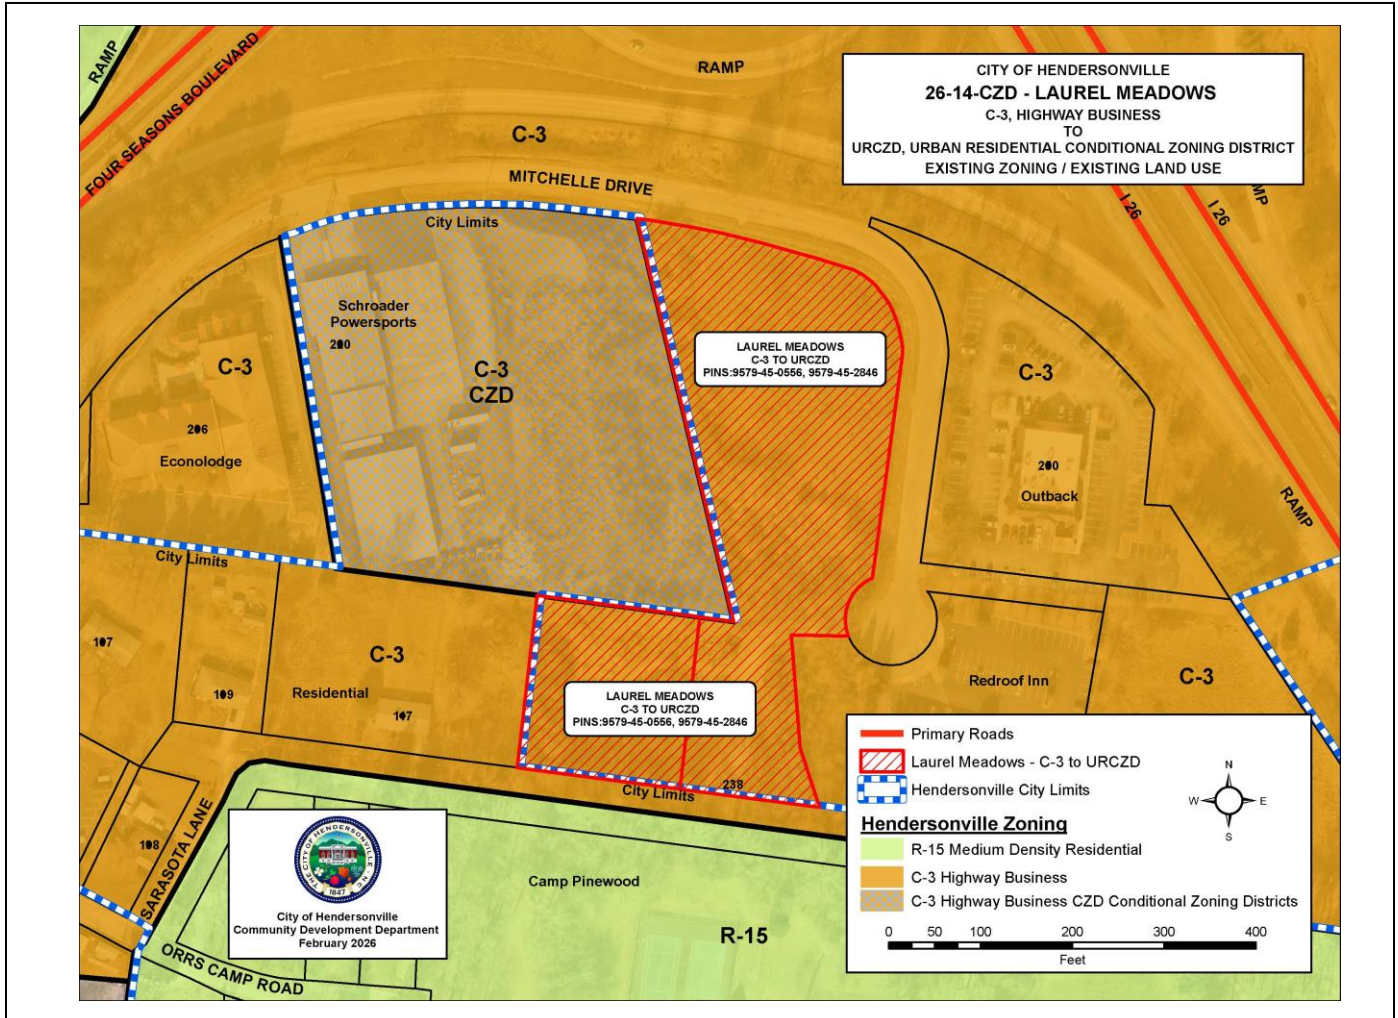 RAMP
FOUR SEASONS BOULEVARD
RAMP
C-3
MITCHELLE DRIVE
CITY OF HENDERSONVILLE
26-14-CZD - LAUREL MEADOWS
C-3, HIGHWAY BUSINESS
TO
URCZD, URBAN RESIDENTIAL CONDITIONAL ZONING DISTRICT
EXISTING ZONING / EXISTING LAND USE
I 26
I 26
City Limits
Schroader
Powersports
C-3
CZD
LAUREL MEADOWS
C-3 TO URCZD
PINS:9579-45-0556, 9579-45-2846
C-3
206
Econolodge
C-3
200
Outback
RAMP
City Limits
107
109
C-3
Residential
107
LAUREL MEADOWS
C-3 TO URCZD
PINS:9579-45-0556, 9579-45-2846
Redroof Inn
C-3
238
City Limits
108
SARASOTA LANE
ORRS CAMP ROAD
Camp Pinewood
R-15
THE CITY OF HENDERSONVILLE N.C.
1847
City of Hendersonville
Community Development Department
February 2026
Primary Roads
Laurel Meadows - C-3 to URCZD
Hendersonville City Limits
Hendersonville Zoning
R-15 Medium Density Residential
C-3 Highway Business
C-3 Highway Business CZD Conditional Zoning Districts
N
W
E
S
0 50 100 200 300 400
Feet